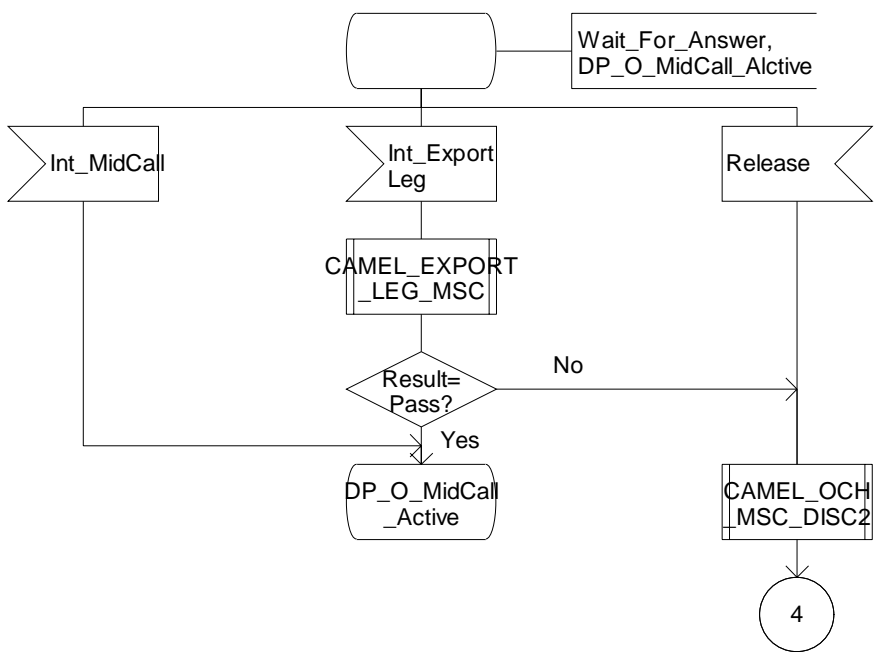 Wait_For_Answer,
DP_O_MidCall_Alctive
Int_MidCall
Int_Export
Leg
Release
CAMEL_EXPORT
_LEG_MSC
Result=
Pass?
No
Yes
DP_O_MidCall
_Active
CAMEL_OCH
_MSC_DISC2
4